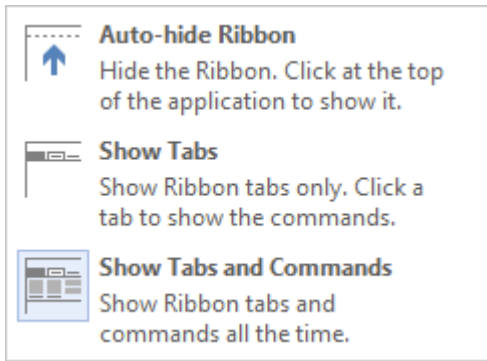 Auto-hide Ribbon
Hide the Ribbon. Click at the top
of the application to show it.
Show Tabs
Show Ribbon tabs only. Click a
tab to show the commands.
Show Tabs and Commands
Show Ribbon tabs and
commands all the time.